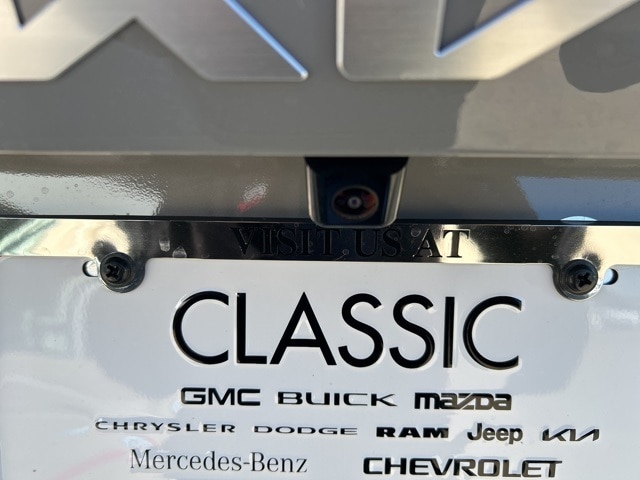 VISIT US AT
CLASSIC
GMC BUICK mazda
CHRYSLER DODGE RAM Jeep KIA
Mercedes-Benz CHEVROLET